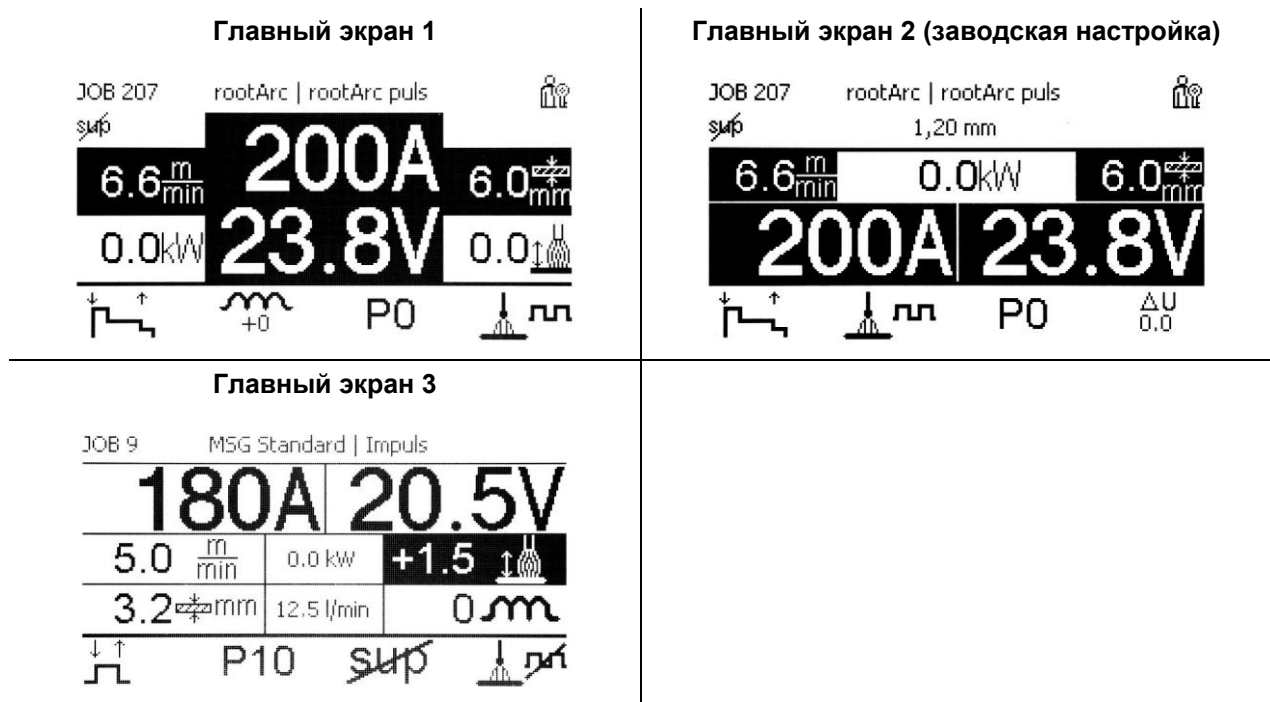 Главный экран 1
JOB 207 rootArc | rootArc puls
sup
200A
6.6 m/min 6.0 mm
23.8V
0.0kW 0.0
+0 P0
Главный экран 2 (заводская настройка)
JOB 207 rootArc | rootArc puls
sup 1,20 mm
6.6 m/min 0.0kW 6.0 mm
200A 23.8V
P0 ΔU
0.0
Главный экран 3
JOB 9 MSG Standard | Impuls
180A 20.5V
5.0 m/min 0.0 kW +1.5
3.2 mm 12.5 l/min 0
P10 sup